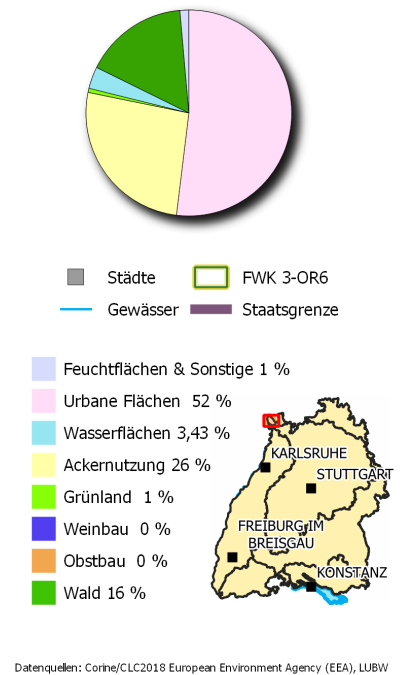 Städte
FWK 3-OR6
Gewässer
Staatsgrenze
Feuchtflächen & Sonstige 1 %
Urbane Flächen 52 %
Wasserflächen 3,43 %
Ackernutzung 26 %
Grünland 1 %
Weinbau 0 %
Obstbau 0 %
Wald 16 %
KARLSRUHE
STUTTGART
FREIBURG IM
BREISGAU
KONSTANZ
Datenquellen: Corine/CLC2018 European Environment Agency (EEA), LUBW